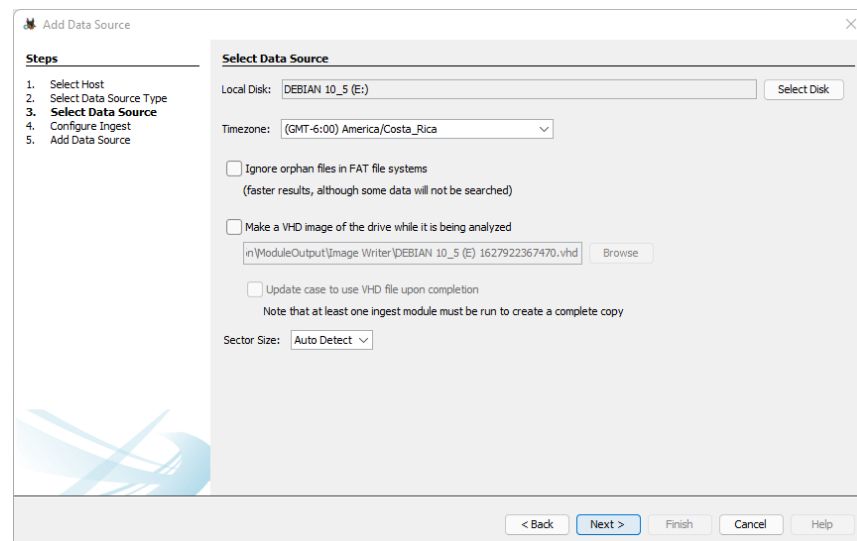 Add Data Source
Steps
1. Select Host
2. Select Data Source Type
3. Select Data Source
4. Configure Ingest
5. Add Data Source
Select Data Source
Local Disk: DEBIAN 10_5 (E:) Select Disk
Timezone: (GMT-6:00) America/Costa_Rica
Ignore orphan files in FAT file systems
(faster results, although some data will not be searched)
Make a VHD image of the drive while it is being analyzed
n\ModuleOutput\Image Writer\DEBIAN 10_5 (E) 1627922367470.vhd Browse
Update case to use VHD file upon completion
Note that at least one ingest module must be run to create a complete copy
Sector Size: Auto Detect
< Back Next > Finish Cancel Help